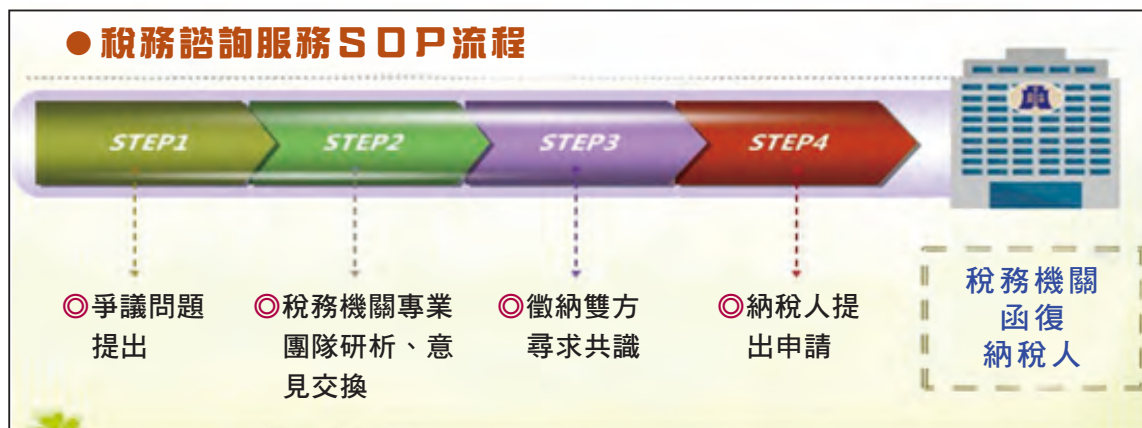 ●稅務諮詢服務SOP流程
STEP1
STEP2
STEP3
STEP4
◎爭議問題
提出
◎稅務機關專業
團隊研析、意
見交換
◎徵納雙方
尋求共識
◎納稅人提
出申請
稅務機關
函復
納稅人